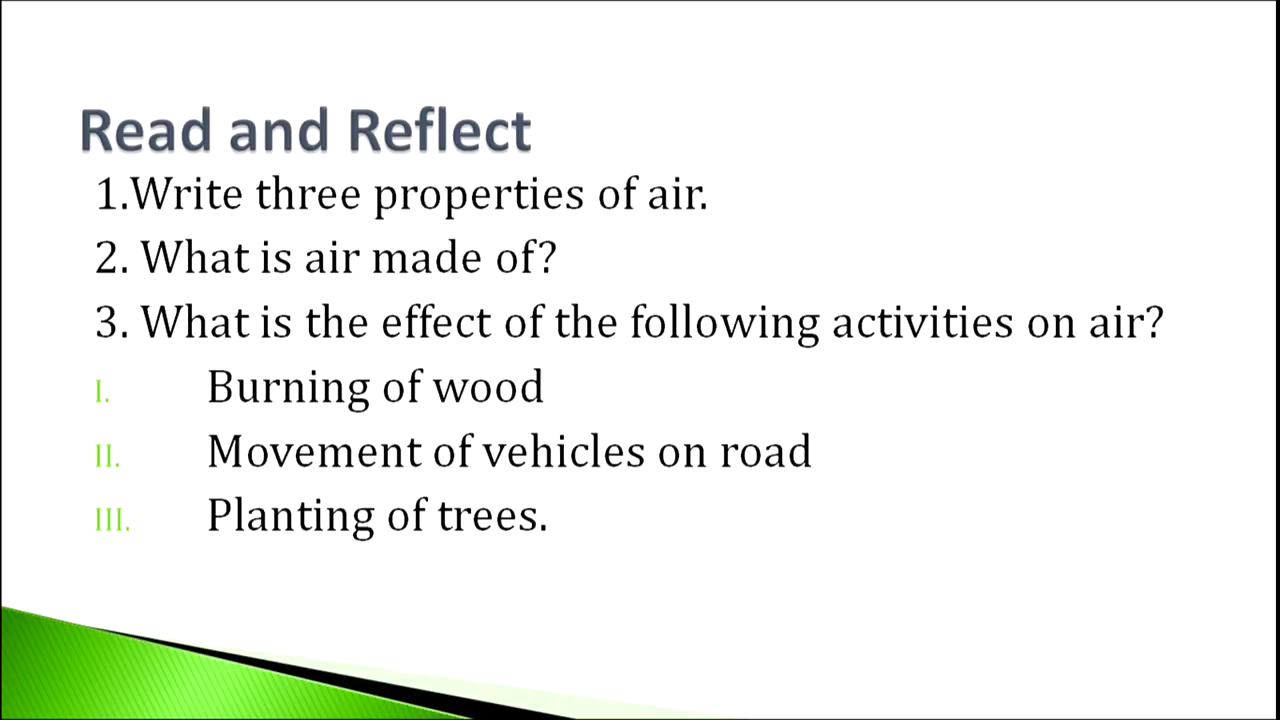 Read and Reflect
1.Write three properties of air.
2. What is air made of?
3. What is the effect of the following activities on air?
I. Burning of wood
II. Movement of vehicles on road
III. Planting of trees.